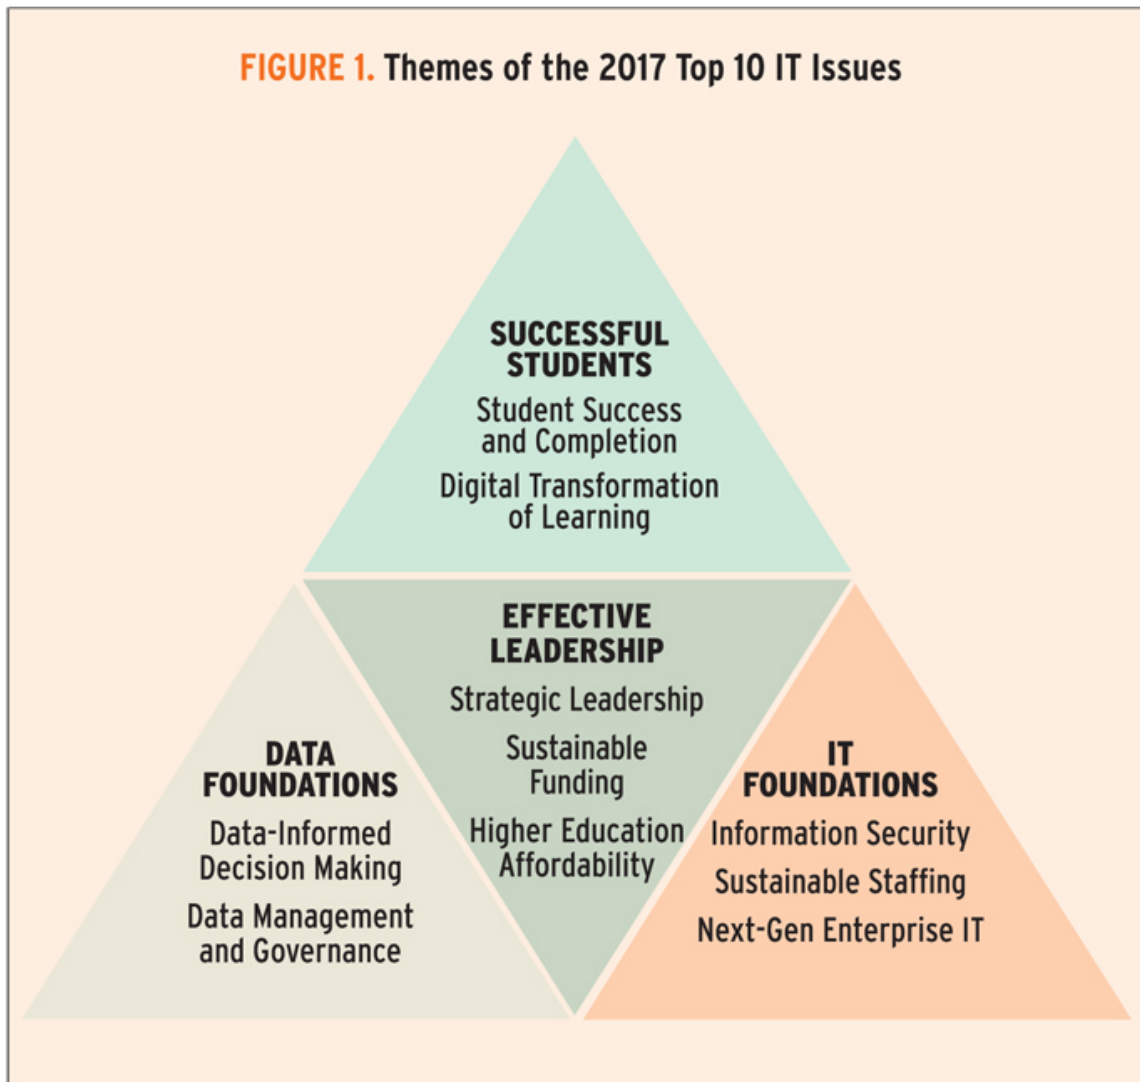 FIGURE 1. Themes of the 2017 Top 10 IT Issues
SUCCESSFUL
STUDENTS
Student Success
and Completion
Digital Transformation
of Learning
EFFECTIVE
LEADERSHIP
Strategic Leadership
Sustainable
Funding
Higher Education
Affordability
DATA
FOUNDATIONS
Data-Informed
Decision Making
Data Management
and Governance
IT
FOUNDATIONS
Information Security
Sustainable Staffing
Next-Gen Enterprise IT